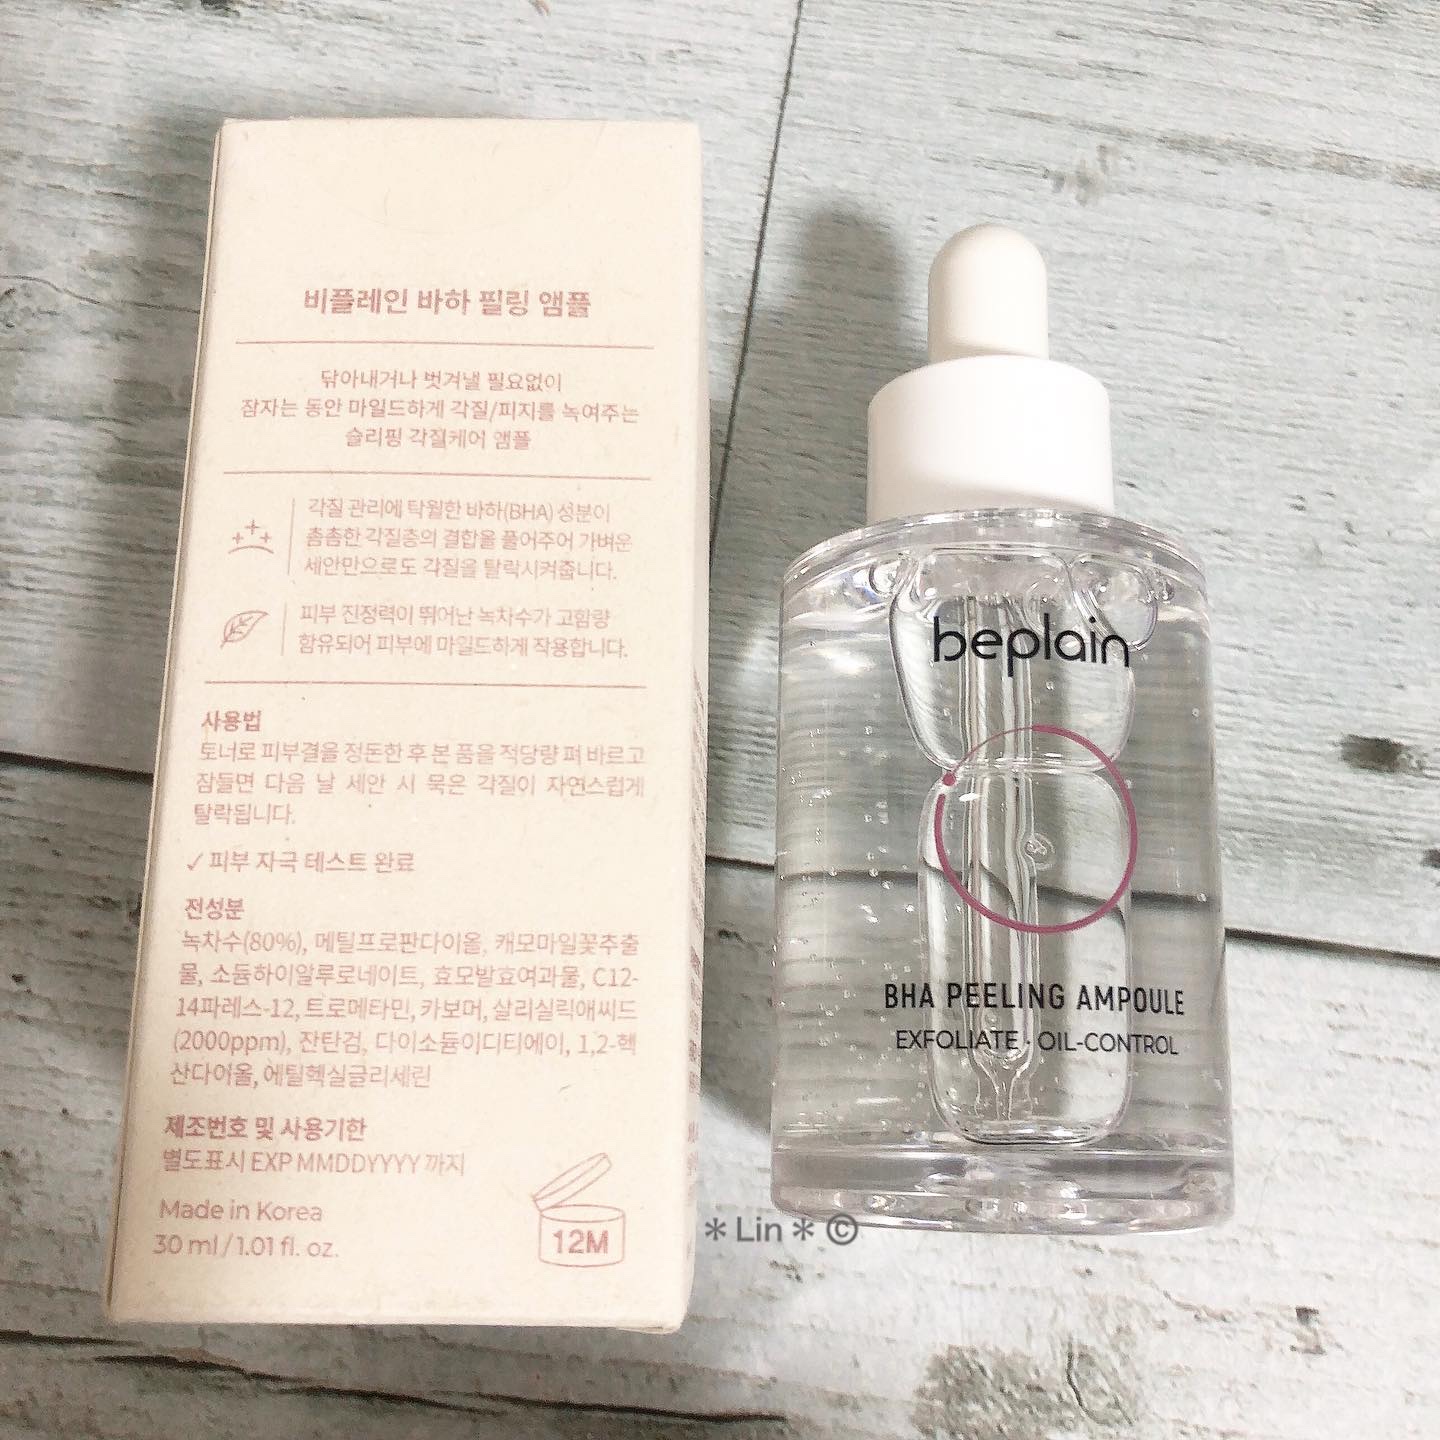 비플레인 바하 필링 앰플
닦아내거나 벗겨낼 필요없이
잠자는 동안 마일드하게 각질/피지를 녹여주는
슬리핑 각질케어 앰플
각질 관리에 탁월한 바하(BHA) 성분이
촘촘한 각질층의 결합을 풀어주어 가벼운
세안만으로도 각질을 탈락시켜줍니다.
피부 진정력이 뛰어난 녹차수가 고함량
함유되어 피부에 마일드하게 작용합니다.
사용법
토너로 피부결을 정돈한 후 본 품을 적당량 펴 바르고
잠들면 다음 날 세안 시 묵은 각질이 자연스럽게
탈락됩니다.
✓ 피부 자극 테스트 완료
전성분
녹차수(80%), 메틸프로판다이올, 캐모마일꽃추출
물, 소듐하이알루로네이트, 효모발효여과물, C12-
14파레스-12, 트로메타민, 카보머, 살리실릭애씨드
(2000ppm), 잔탄검, 다이소듐이디티에이, 1,2-헥
산다이올, 에틸헥실글리세린
제조번호 및 사용기한
별도표시 EXP MMDDYYYY 까지
Made in Korea
30 ml / 1.01 fl. oz.
12M
beplain
BHA PEELING AMPOULE
EXFOLIATE · OIL-CONTROL
＊Lin＊©